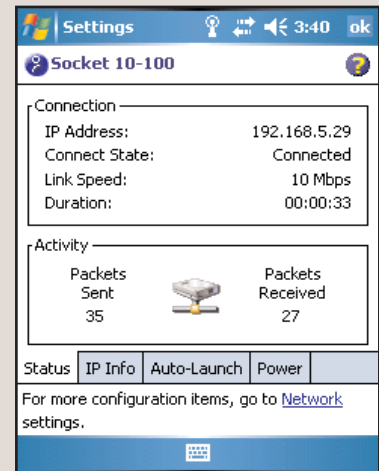 Settings 3:40 ok
Socket 10-100
Connection
IP Address: 192.168.5.29
Connect State: Connected
Link Speed: 10 Mbps
Duration: 00:00:33
Activity
Packets Sent 35
Packets Received 27
Status IP Info Auto-Launch Power
For more configuration items, go to Network
settings.